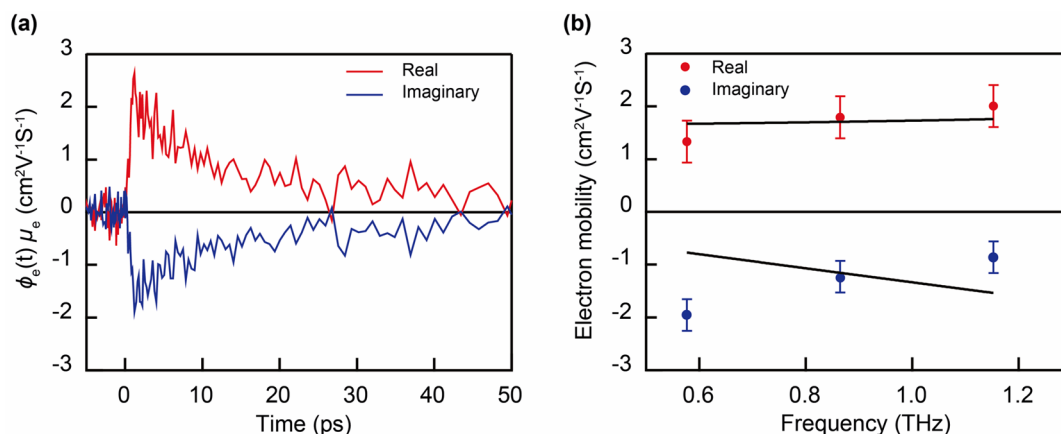 (a)
3
2
1
0
-1
-2
-3
ϕₑ(t) μₑ (cm²V⁻¹S⁻¹)
Real
Imaginary
0 10 20 30 40 50
Time (ps)
(b)
3
2
1
0
-1
-2
-3
Electron mobility (cm²V⁻¹S⁻¹)
Real
Imaginary
0.6 0.8 1.0 1.2
Frequency (THz)